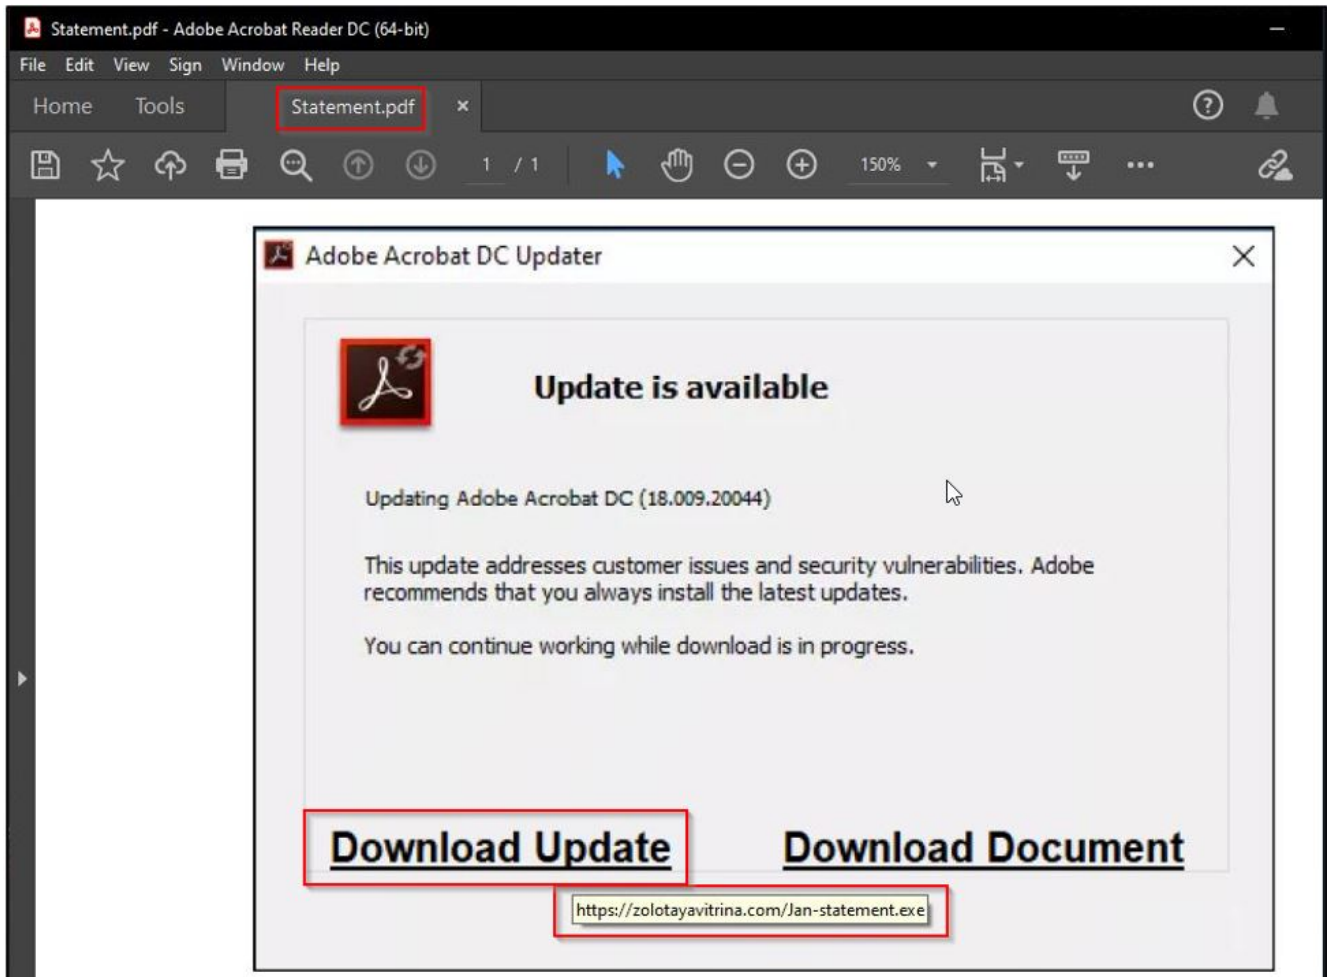 Statement.pdf - Adobe Acrobat Reader DC (64-bit)
File Edit View Sign Window Help
Home Tools Statement.pdf ×
1 / 1 150%
Adobe Acrobat DC Updater
Update is available
Updating Adobe Acrobat DC (18.009.20044)
This update addresses customer issues and security vulnerabilities. Adobe
recommends that you always install the latest updates.
You can continue working while download is in progress.
Download Update Download Document
https://zolotayavitrina.com/Jan-statement.exe